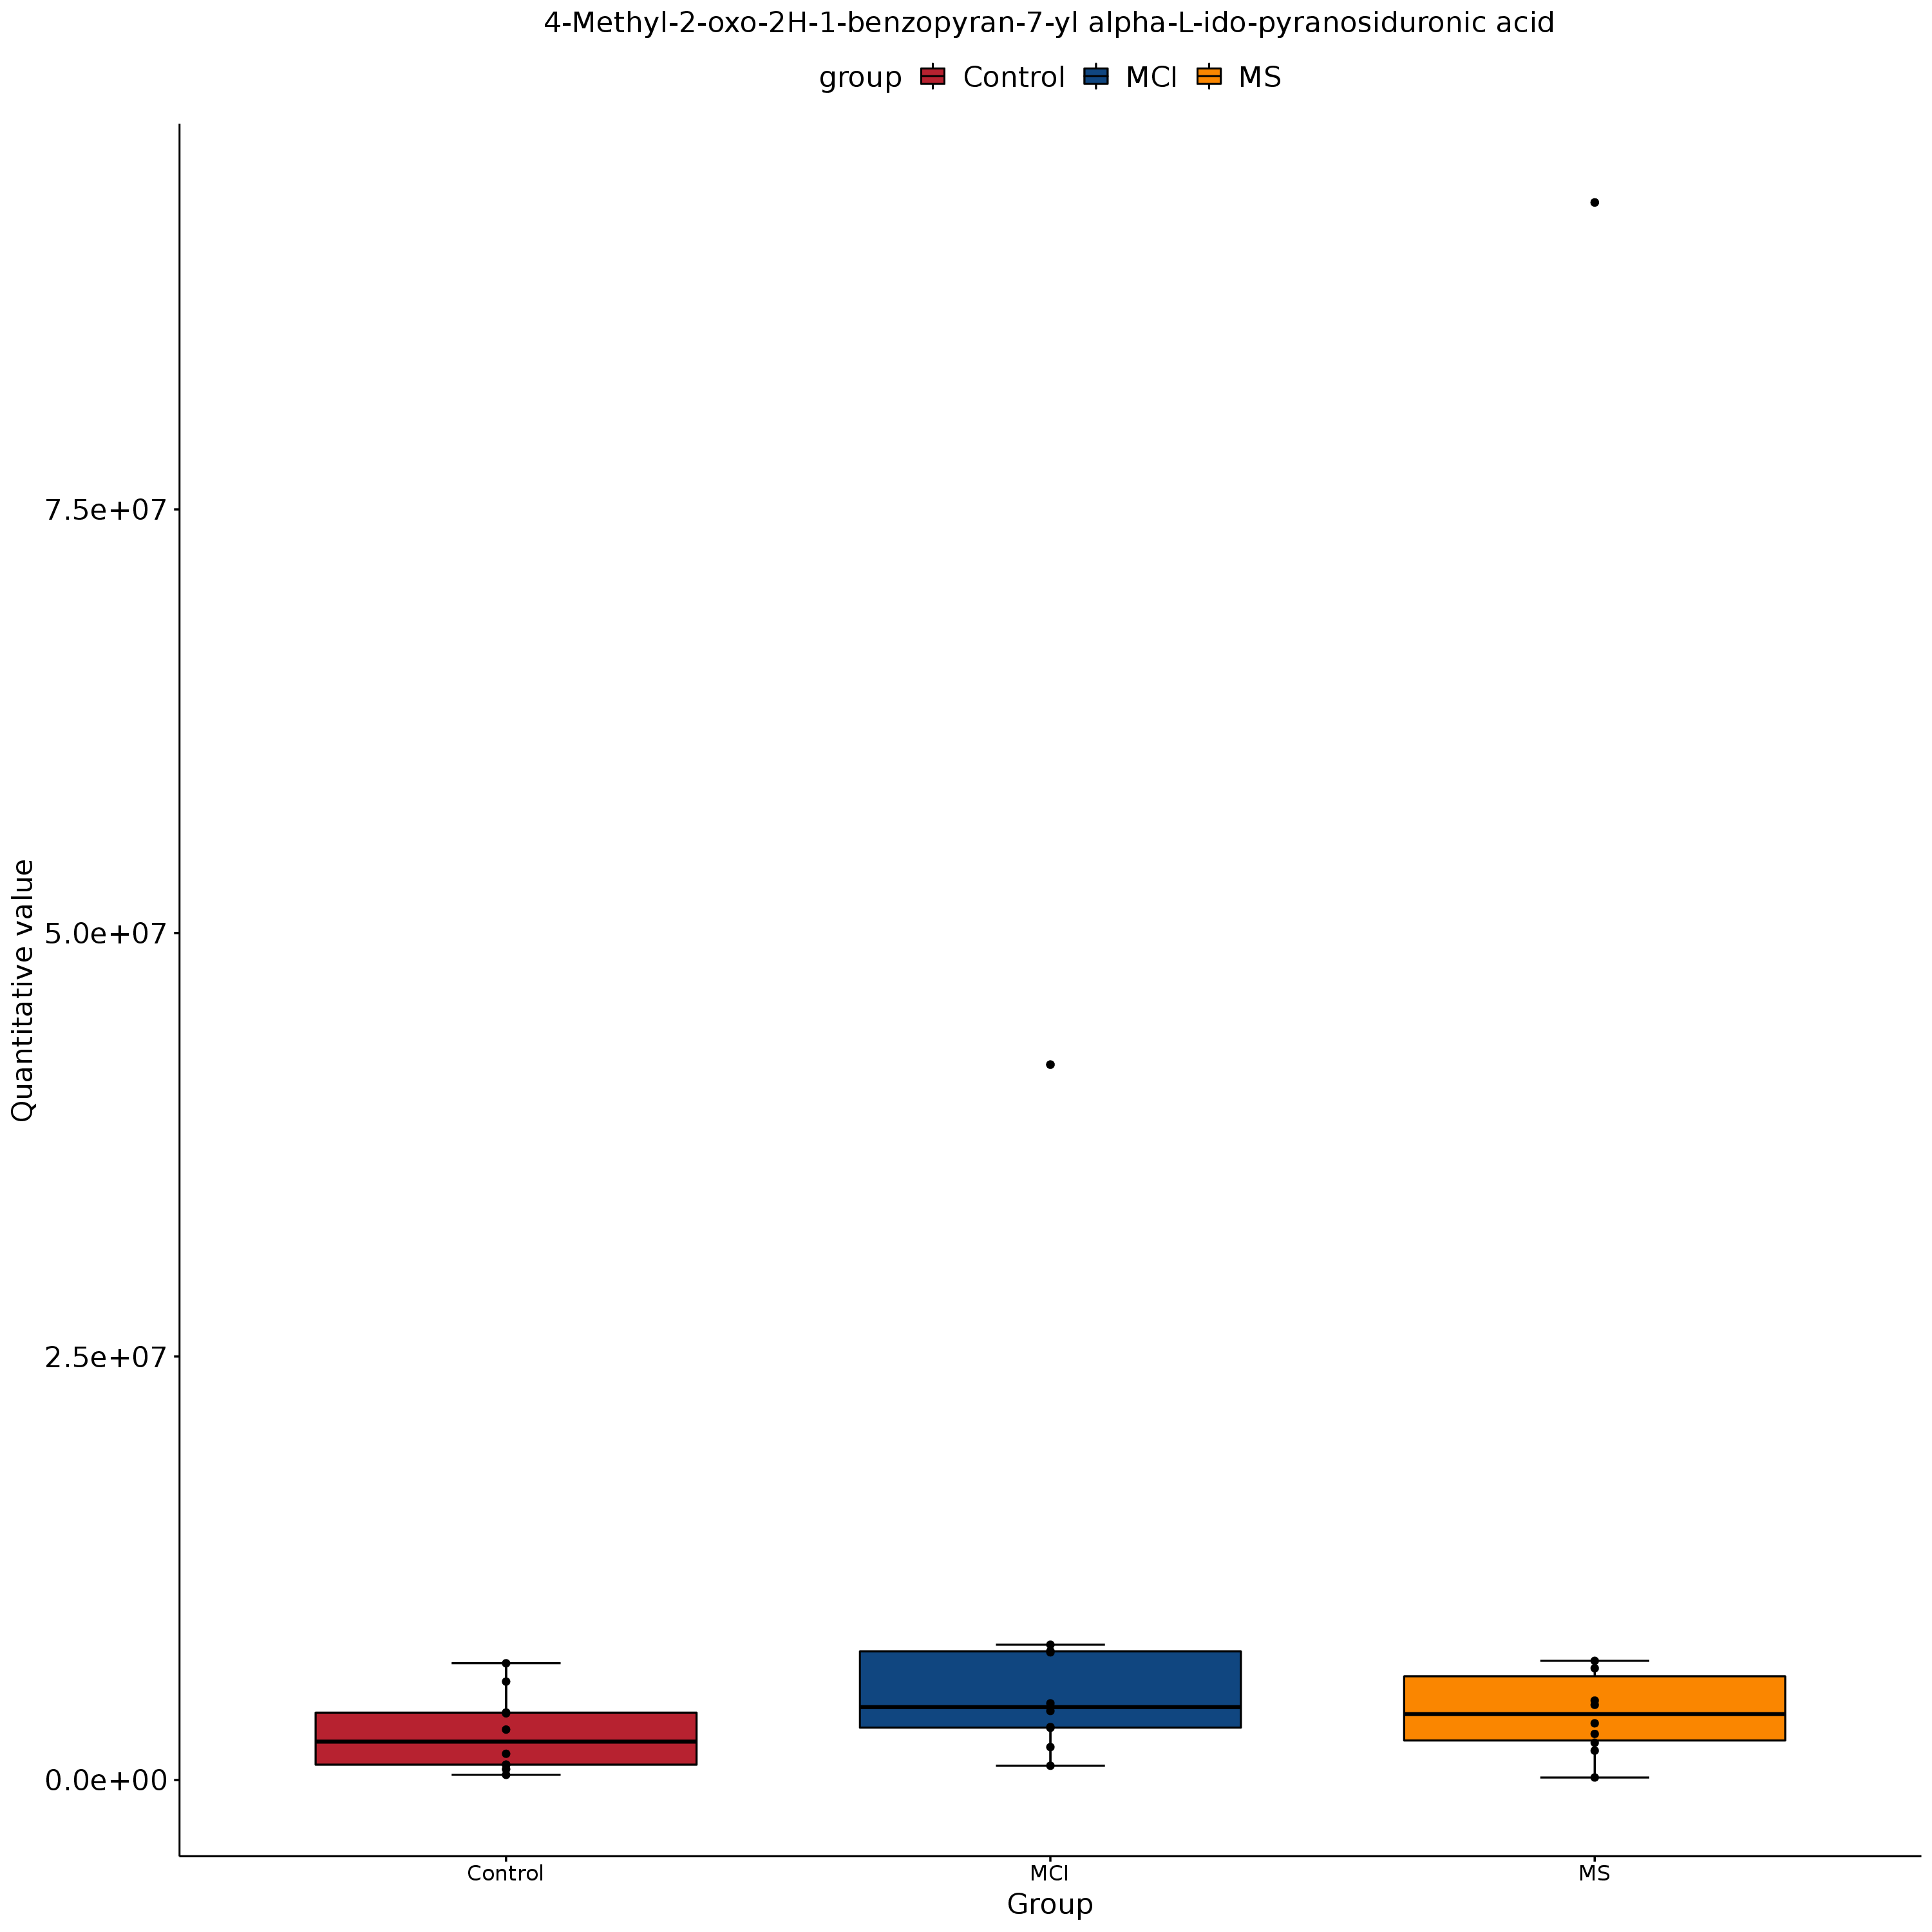 4-Methyl-2-oxo-2H-1-benzopyran-7-yl alpha-L-ido-pyranosiduronic acid
group Control MCI MS
7.5e+07
5.0e+07
2.5e+07
0.0e+00
Quantitative value
Control MCI MS
Group